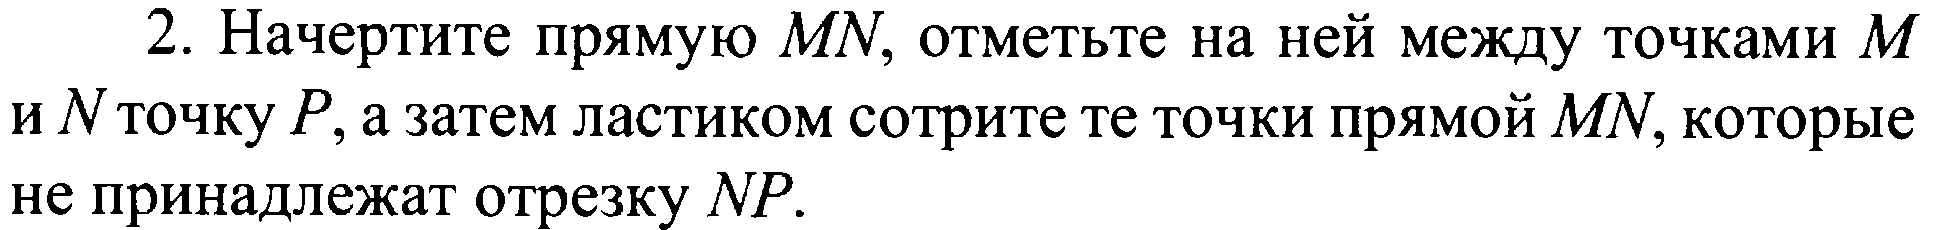 2. Начертите прямую MN, отметьте на ней между точками M
и N точку P, а затем ластиком сотрите те точки прямой MN, которые
не принадлежат отрезку NP.